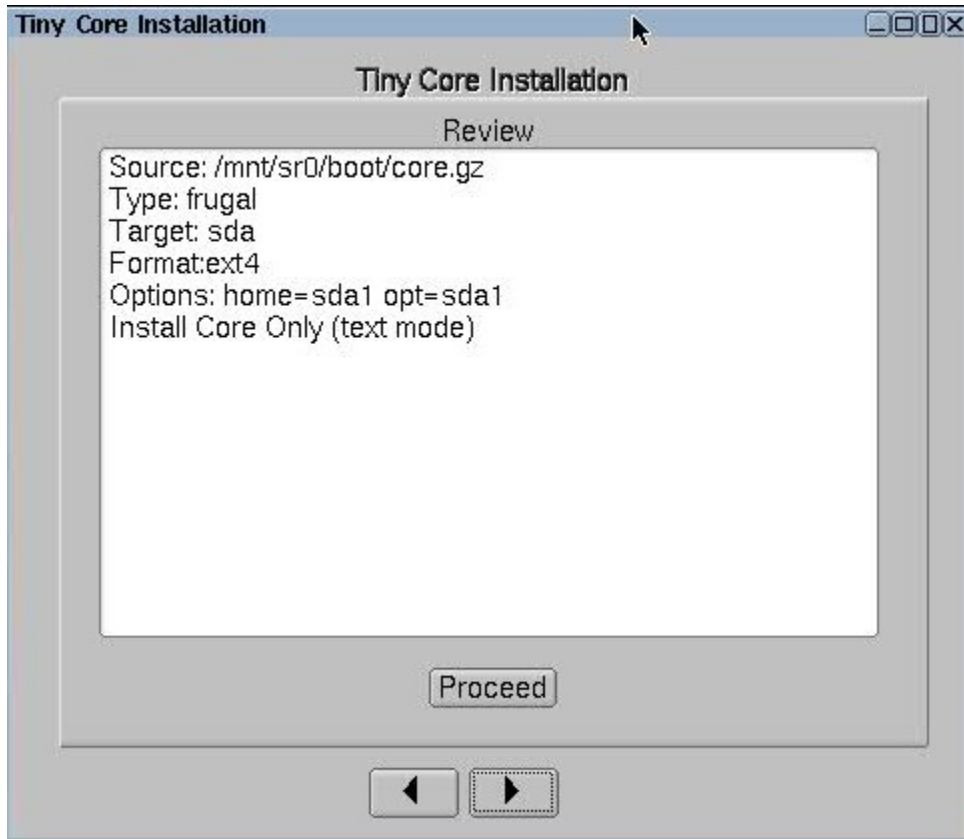 Tiny Core Installation
Tiny Core Installation
Review
Source: /mnt/sr0/boot/core.gz
Type: frugal
Target: sda
Format:ext4
Options: home=sda1 opt=sda1
Install Core Only (text mode)
Proceed